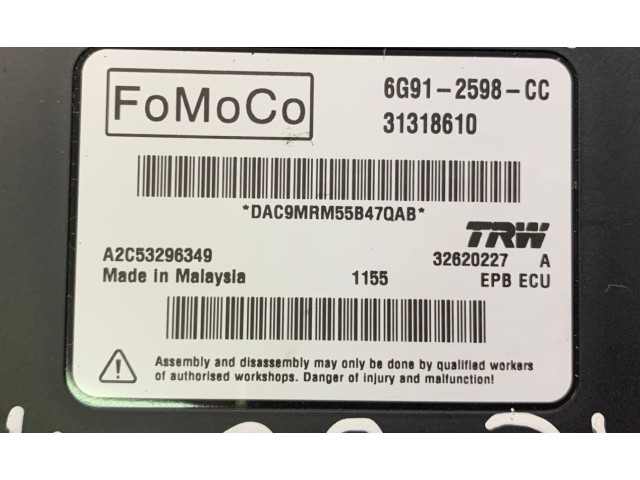 FoMoCo
6G91-2598-CC
31318610
*DAC9MRM55B47QAB*
TRW
A2C53296349
32620227 A
Made in Malaysia
1155
EPB ECU
Assembly and disassembly may only be done by qualified workers
of authorised workshops. Danger of injury and malfunction!